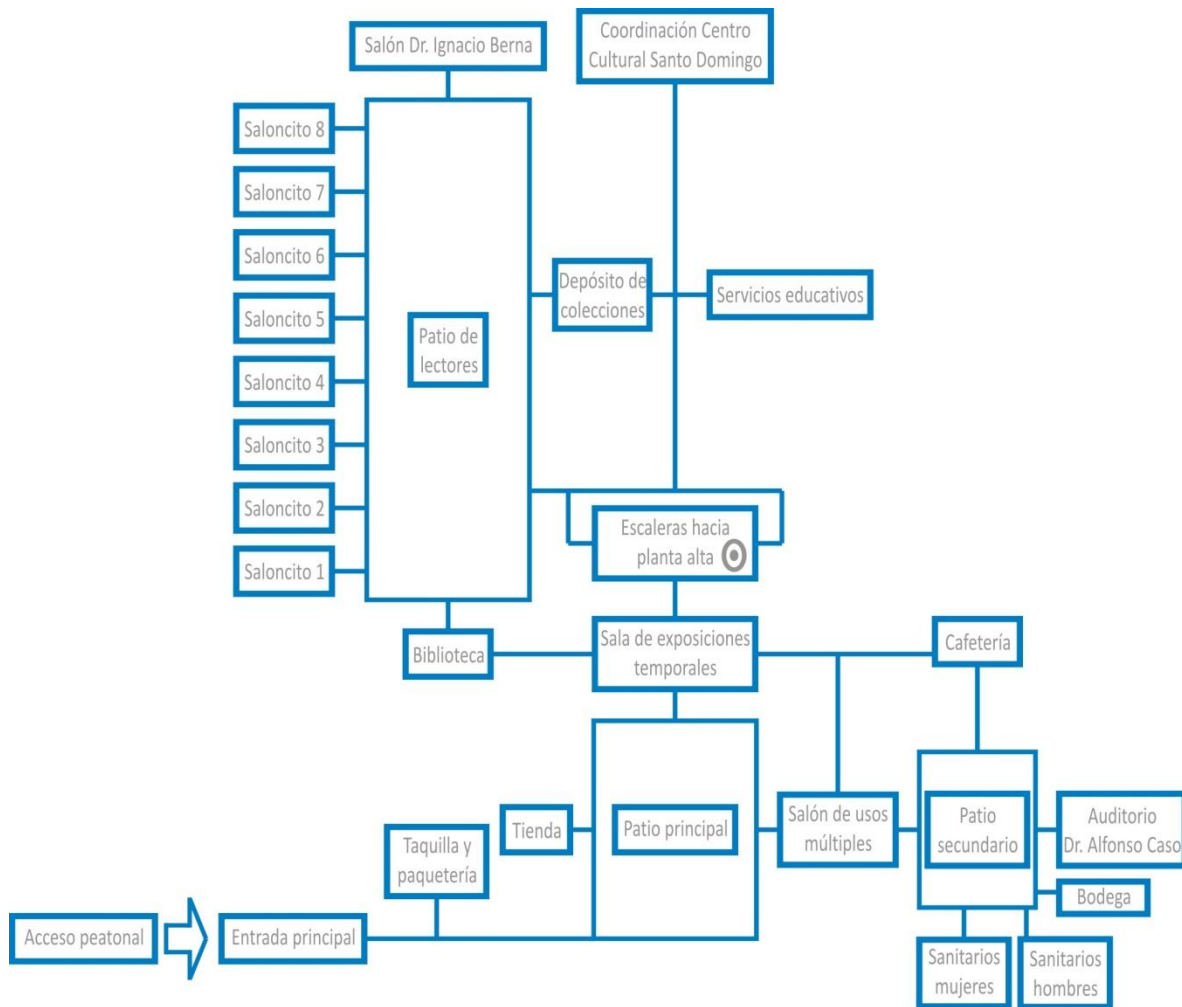 Salón Dr. Ignacio Berna
Coordinación Centro
Cultural Santo Domingo
Saloncito 8
Saloncito 7
Saloncito 6
Saloncito 5
Saloncito 4
Saloncito 3
Saloncito 2
Saloncito 1
Patio de
lectores
Depósito de
colecciones
Servicios educativos
Escaleras hacia
planta alta
Biblioteca
Sala de exposiciones
temporales
Cafetería
Taquilla y
paquetería
Tienda
Patio principal
Salón de usos
múltiples
Patio
secundario
Auditorio
Dr. Alfonso Caso
Bodega
Acceso peatonal
Entrada principal
Sanitarios
mujeres
Sanitarios
hombres